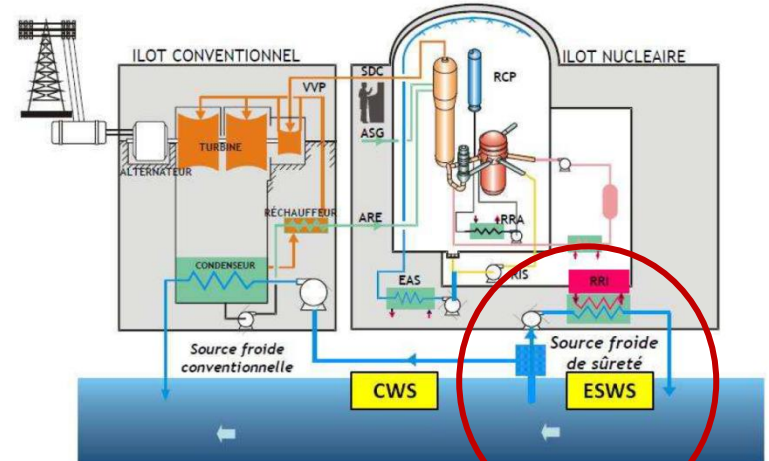 ILOT CONVENTIONNEL
ILOT NUCLEAIRE
SDC
RCP
VVP
ASG
TURBINE
ALTERNATEUR
RÉCHAUFFEUR
ARE
RRA
CONDENSEUR
EAS
RIS
RRI
Source froide
conventionnelle
Source froide
de sûreté
CWS
ESWS